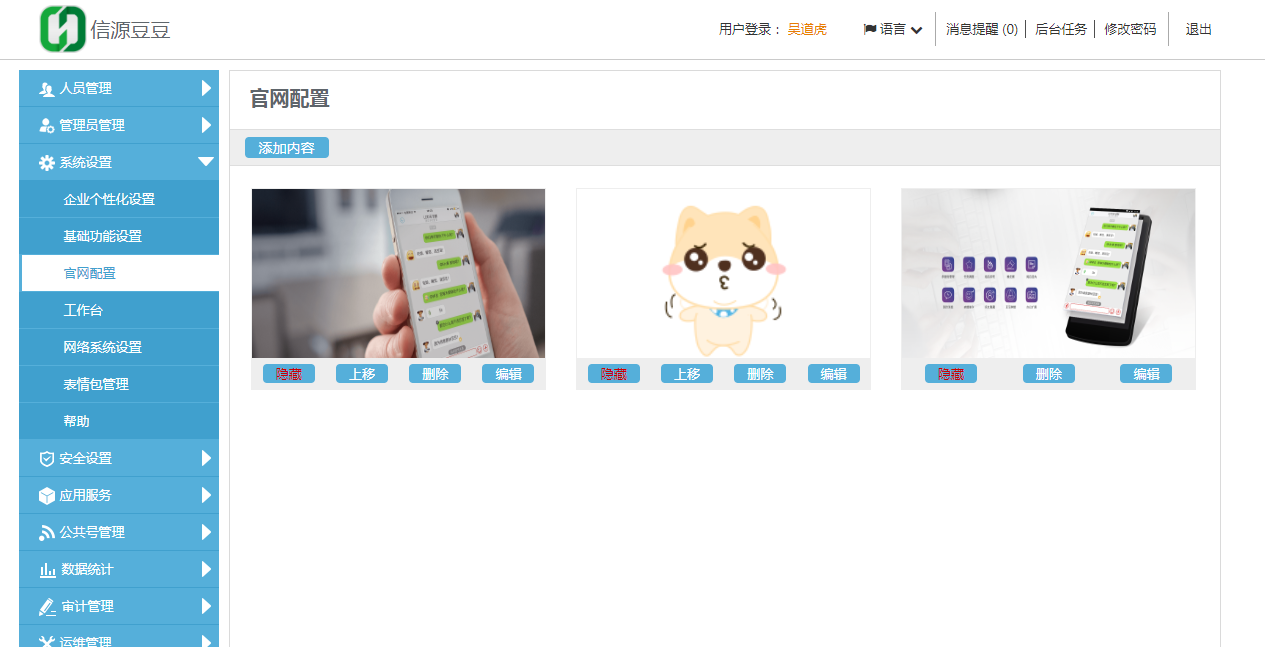 信源豆豆
用户登录： 吴道虎 语言 消息提醒 (0) 后台任务 修改密码 退出
人员管理
管理员管理
系统设置
企业个性化设置
基础功能设置
官网配置
工作台
网络系统设置
表情包管理
帮助
安全设置
应用服务
公共号管理
数据统计
审计管理
运维管理
官网配置
添加内容
隐藏 上移 删除 编辑
隐藏 上移 删除 编辑
隐藏 删除 编辑